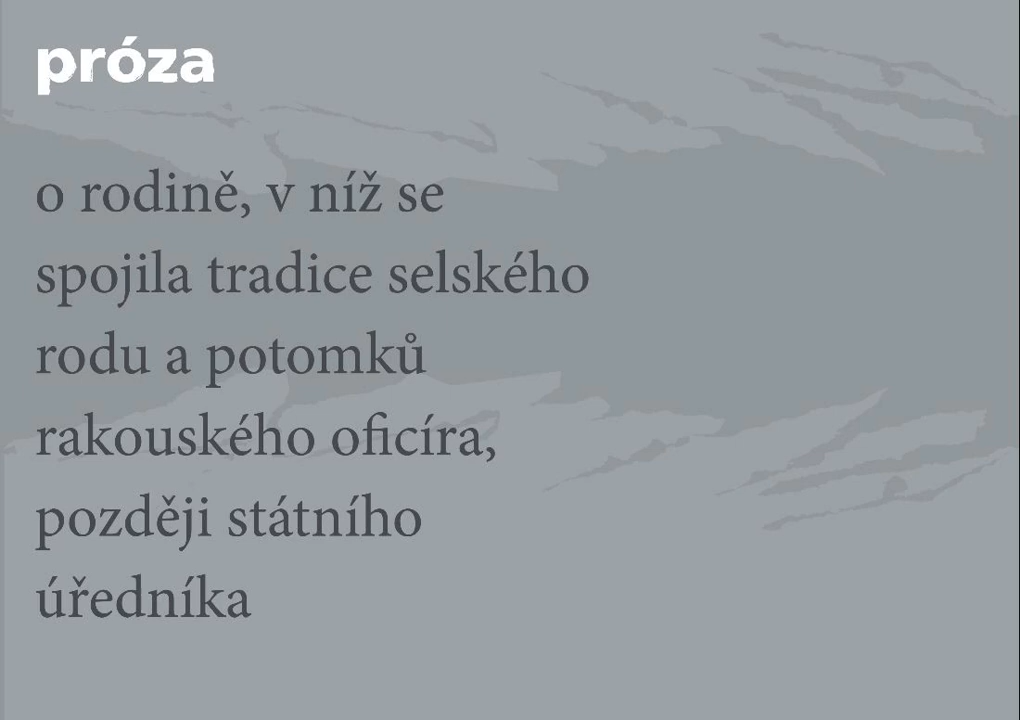 próza
o rodině, v níž se
spojila tradice selského
rodu a potomků
rakouského oficíra,
později státního
úředníka